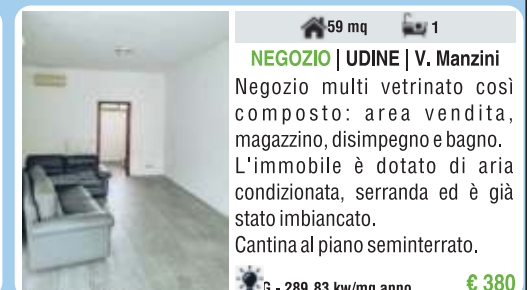 59 mq 1
NEGOZIO | UDINE | V. Manzini
Negozio multi vetrinato così
composto: area vendita,
magazzino, disimpegno e bagno.
L'immobile è dotato di aria
condizionata, serranda ed è già
stato imbiancato.
Cantina al piano seminterrato.
G - 289,83 kw/mq anno € 380